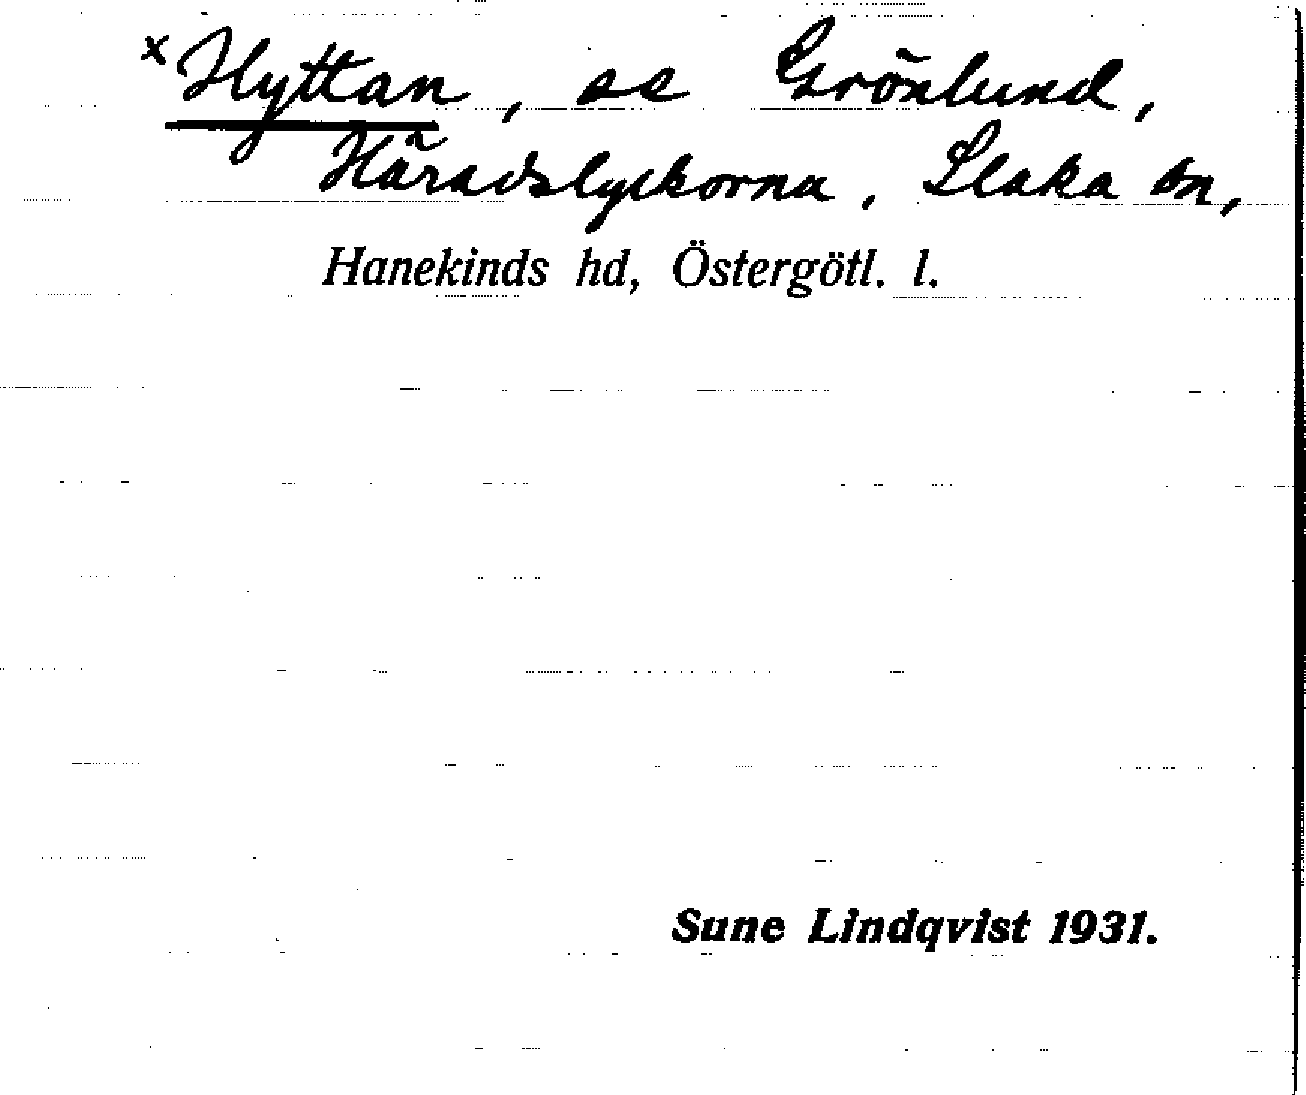 x Hyttan, se Grönlund,
Häradslyckorna, Slaka sn,
Hanekinds hd, Östergötl. l.
Sune Lindqvist 1931.